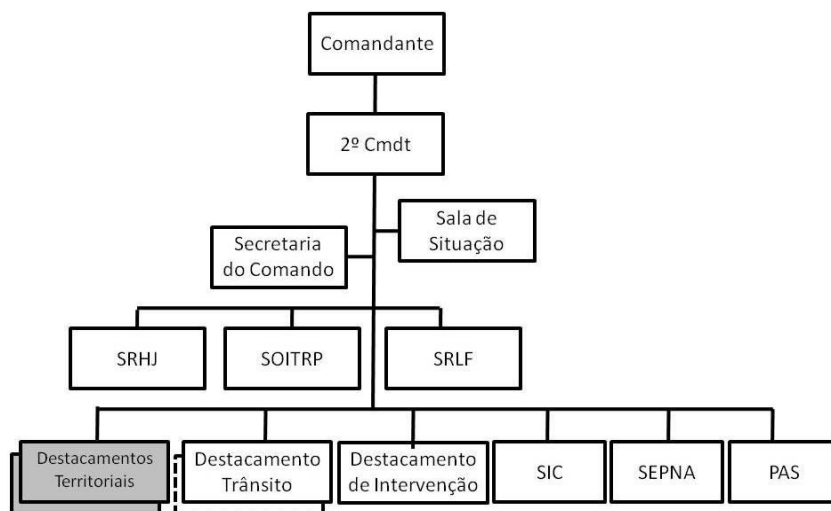 Comandante
2º Cmdt
Sala de
Situação
Secretaria
do Comando
SRHJ
SOITRP
SRLF
Destacamentos
Territoriais
Destacamento
Trânsito
Destacamento
de Intervenção
SIC
SEPNA
PAS